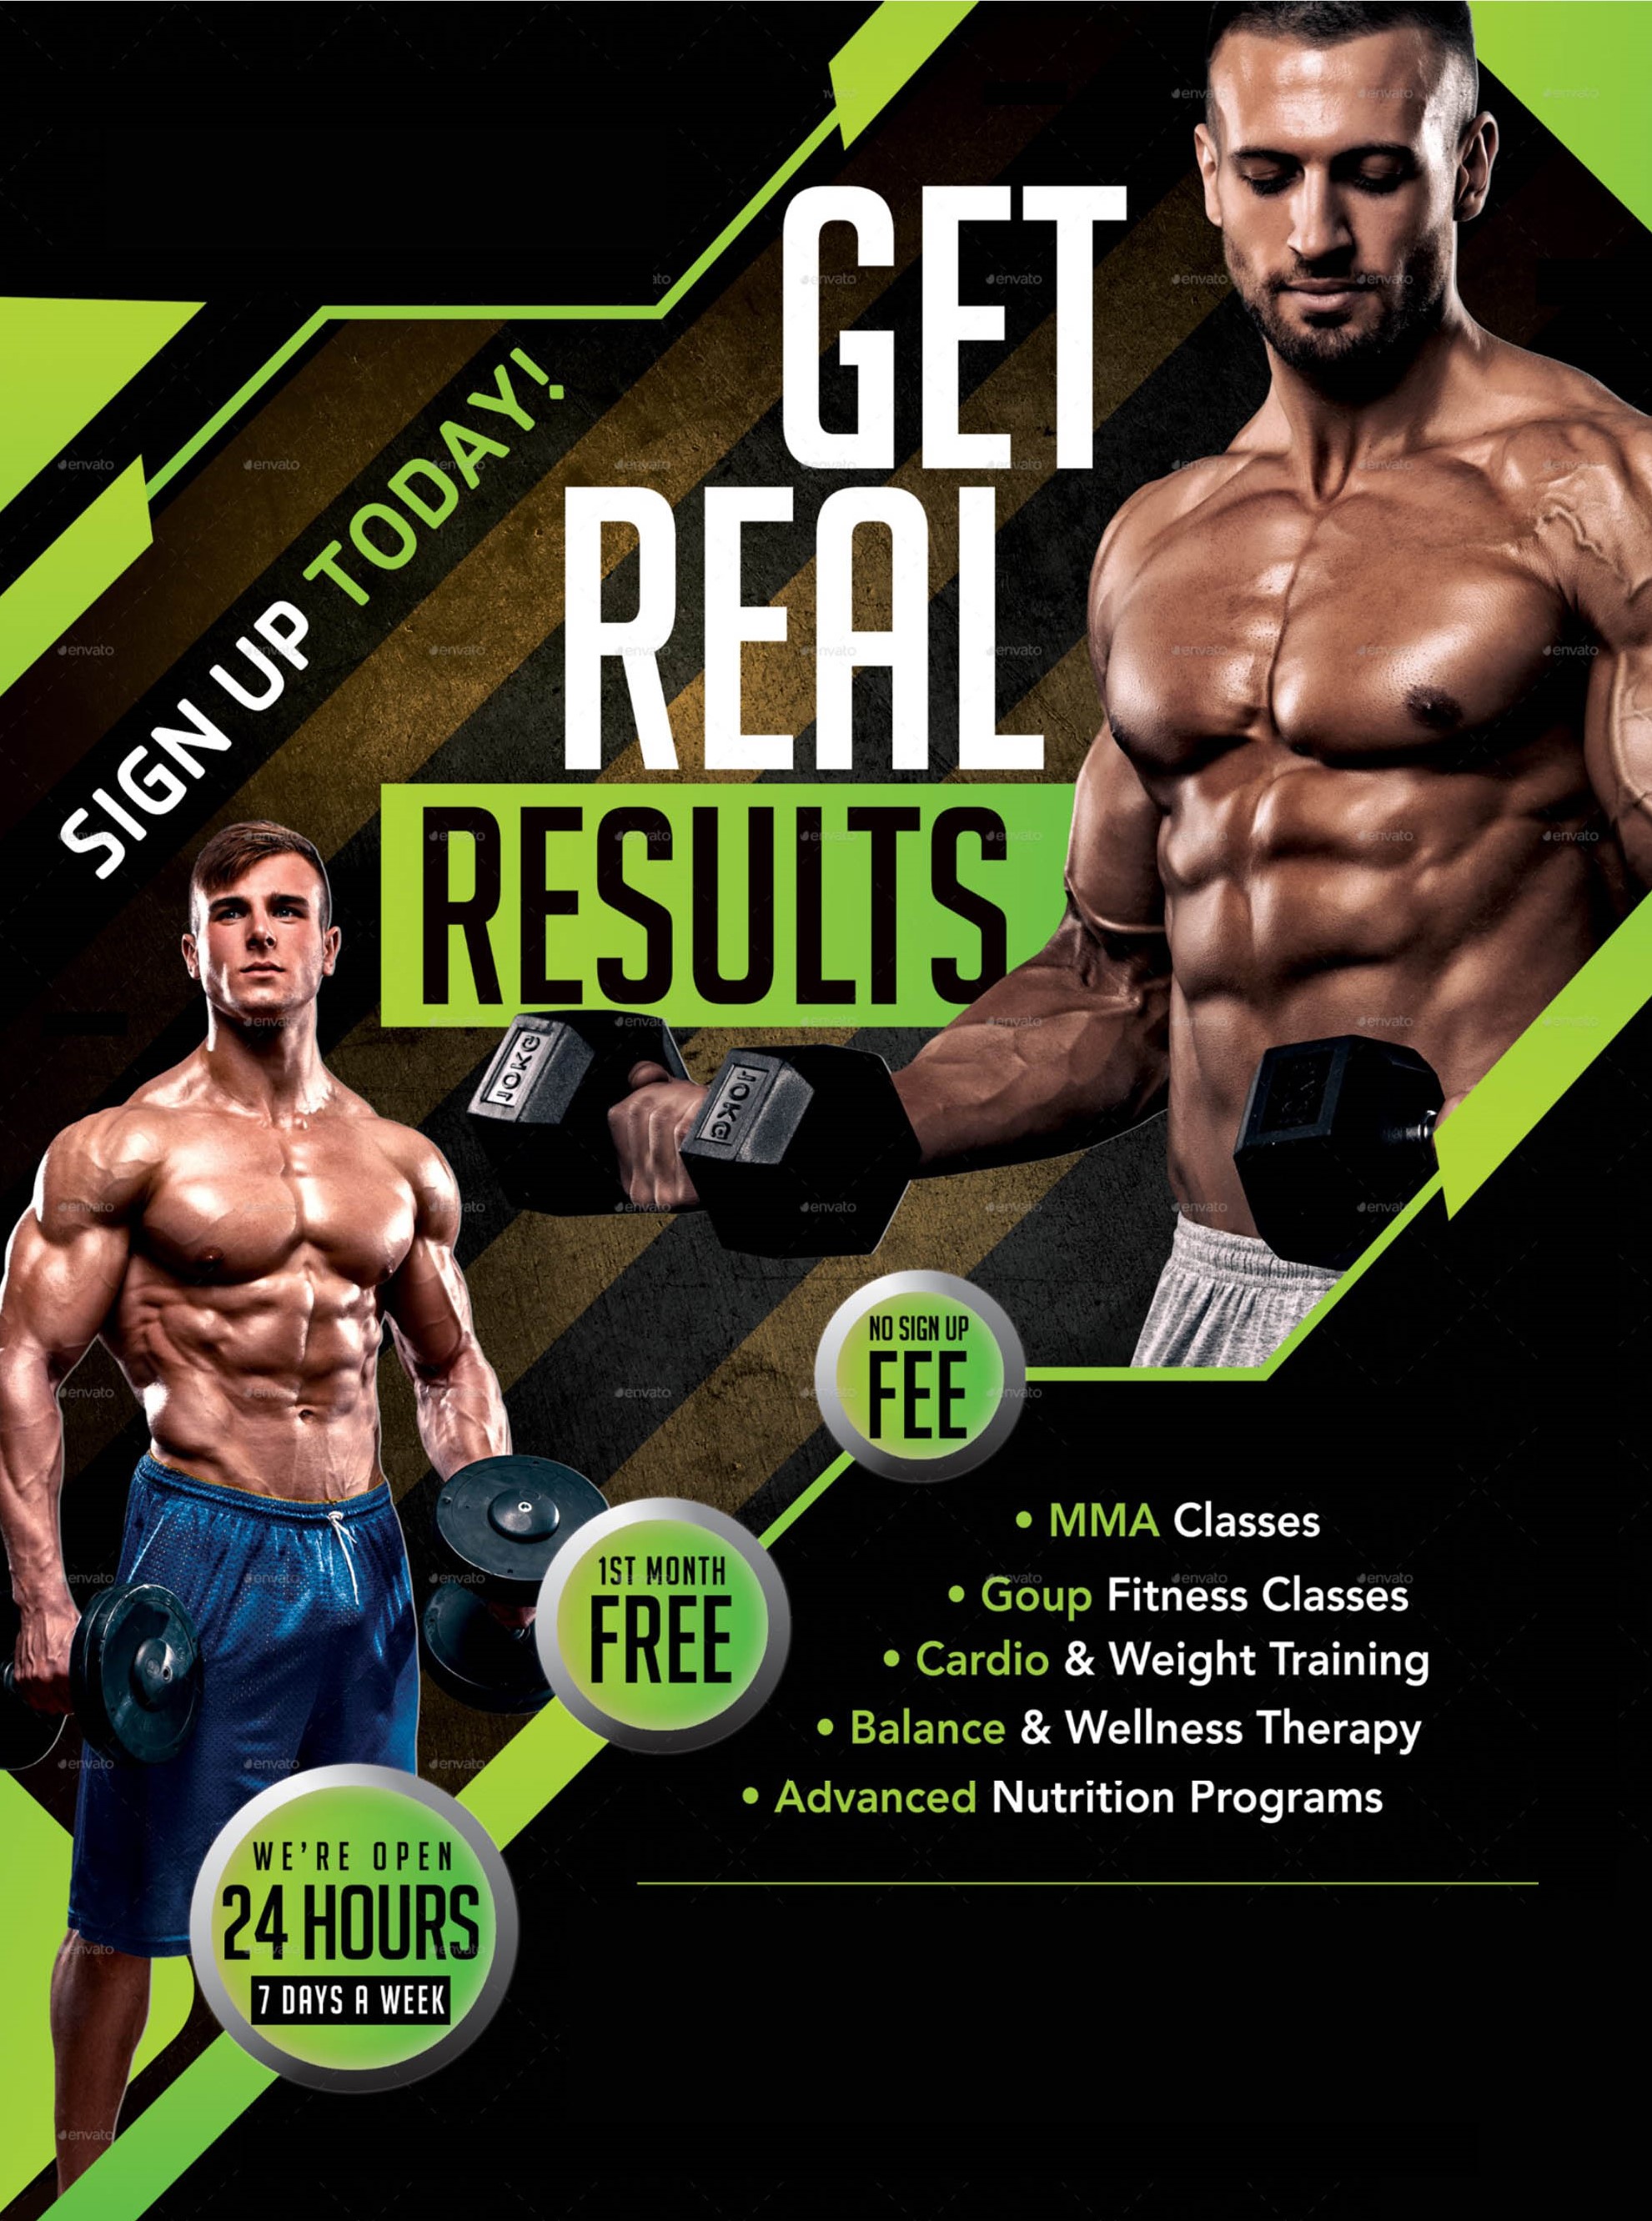 GET
REAL
RESULTS
SIGN UP TODAY!
10KG
10KG
NO SIGN UP
FEE
1ST MONTH
FREE
WE'RE OPEN
24 HOURS
7 DAYS A WEEK
• MMA Classes
• Goup Fitness Classes
• Cardio & Weight Training
• Balance & Wellness Therapy
• Advanced Nutrition Programs
envato